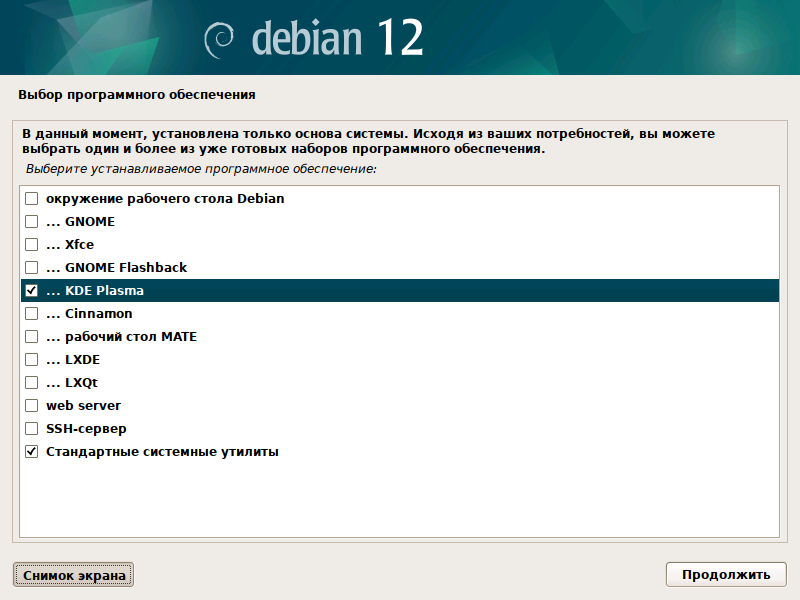 debian 12
Выбор программного обеспечения
В данный момент, установлена только основа системы. Исходя из ваших потребностей, вы можете
выбрать один и более из уже готовых наборов программного обеспечения.
Выберите устанавливаемое программное обеспечение:
окружение рабочего стола Debian
... GNOME
... Xfce
... GNOME Flashback
... KDE Plasma
... Cinnamon
... рабочий стол MATE
... LXDE
... LXQt
web server
SSH-сервер
Стандартные системные утилиты
Снимок экрана
Продолжить